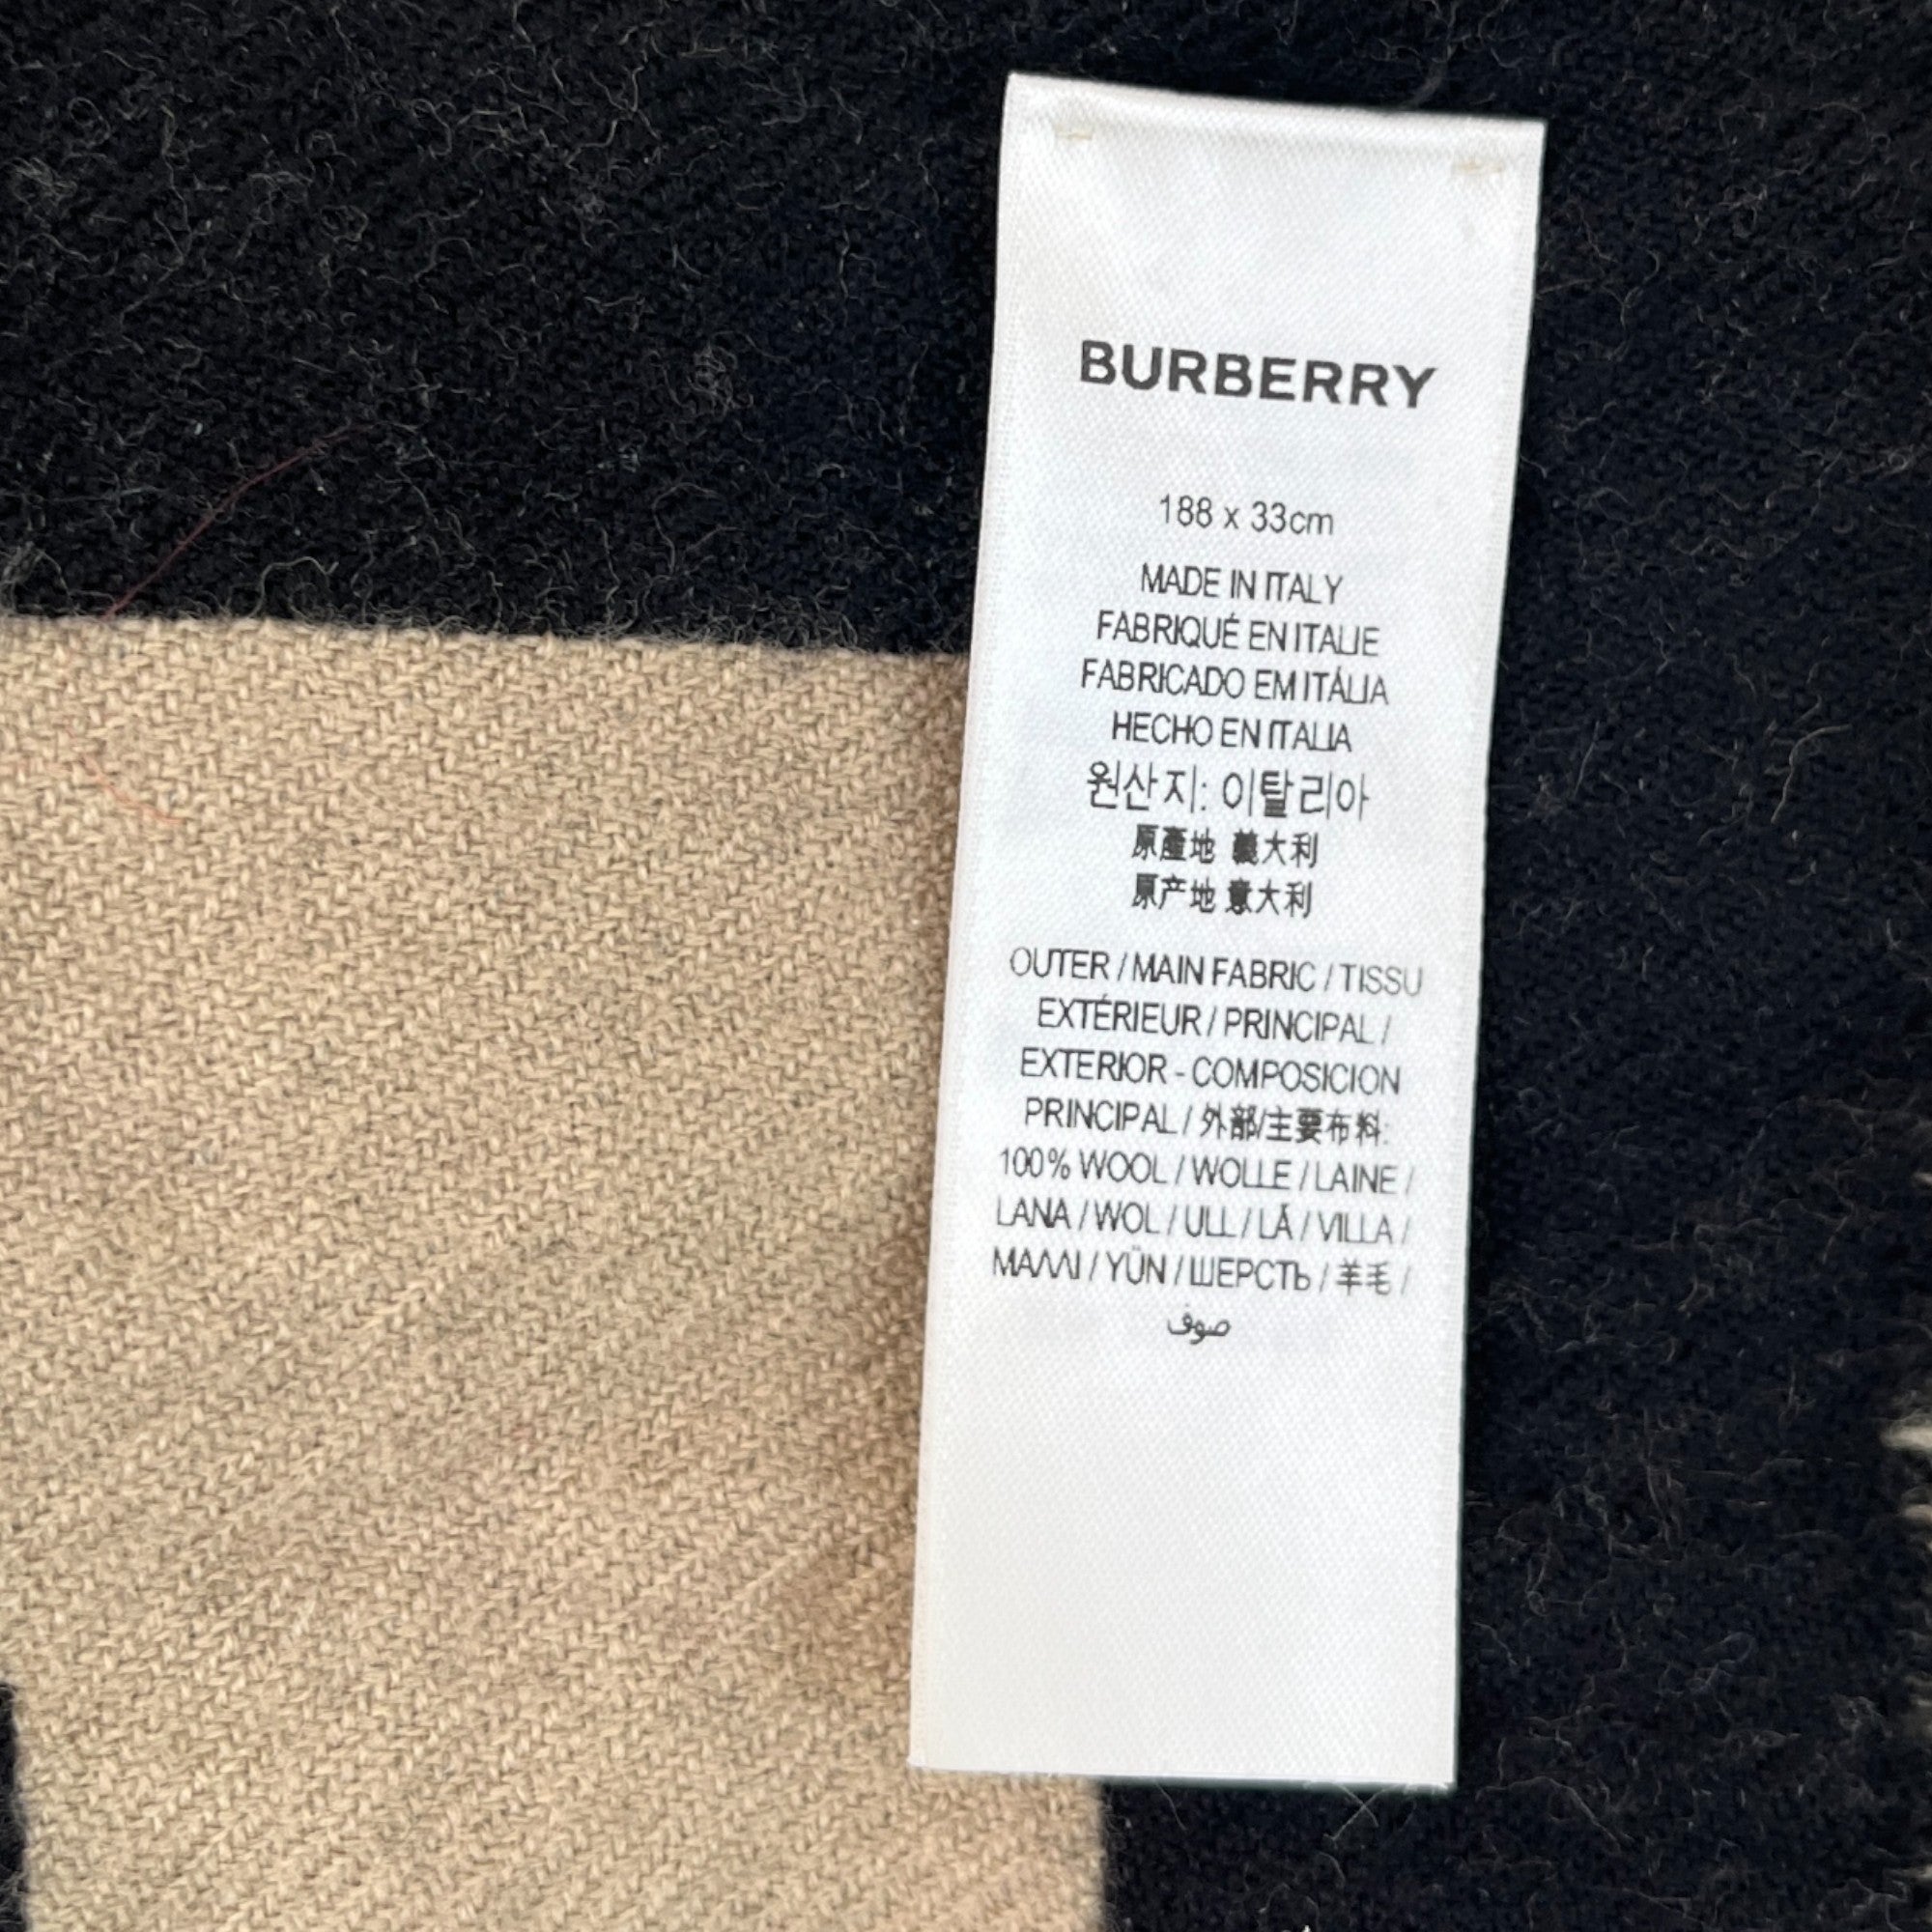 BURBERRY
188 x 33cm
MADE IN ITALY
FABRIQUÉ EN ITALIE
FABRICADO EM ITÁLIA
HECHO EN ITALIA
원산지: 이탈리아
原產地 義大利
原产地 意大利
OUTER / MAIN FABRIC / TISSU
EXTÉRIEUR / PRINCIPAL /
EXTERIOR - COMPOSICION
PRINCIPAL / 外部/主要布料:
100% WOOL / WOLLE / LAINE /
LANA / WOL / ULL / LÃ / VILLA /
ΜΑΛΛΙ / YÜN / ШЕРСТЬ / 羊毛 /
صوف